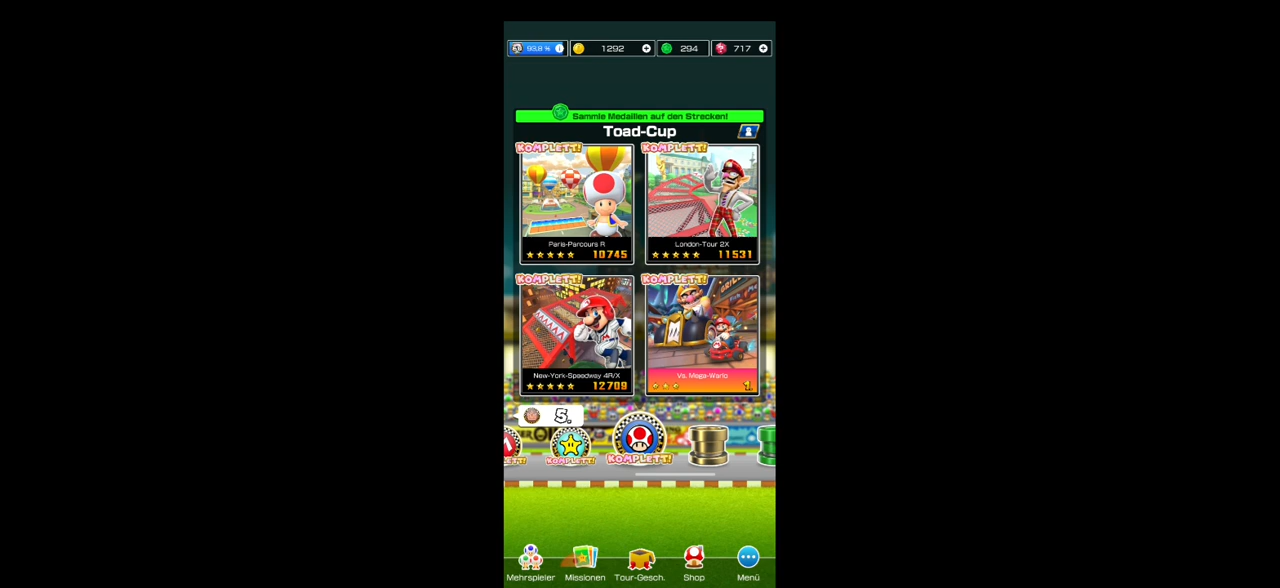 93.8 %
1292
294
717
Sammle Medaillen auf den Strecken!
Toad-Cup
KOMPLETT!
KOMPLETT!
Paris-Parcours R
10745
London-Tour 2X
11531
KOMPLETT!
KOMPLETT!
New-York-Speedway 4R/X
12709
Vs. Mega-Wario
1.
5.
KOMPLETT!
KOMPLETT!
Mehrspieler
Missionen
Tour-Gesch.
Shop
Menü